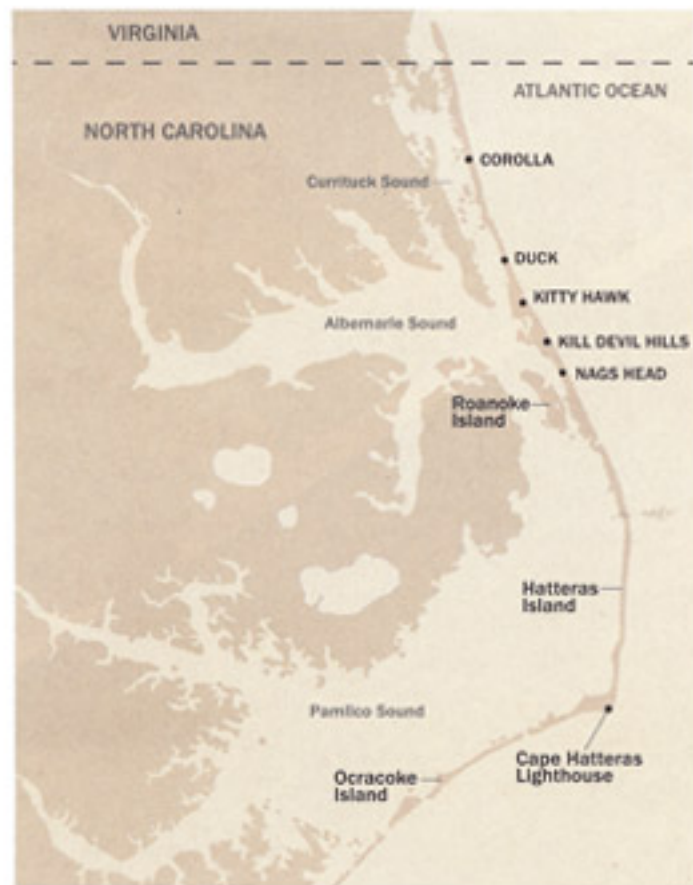 VIRGINIA
ATLANTIC OCEAN
NORTH CAROLINA
COROLLA
Currituck Sound
DUCK
KITTY HAWK
Albemarle Sound
KILL DEVIL HILLS
NAGS HEAD
Roanoke
Island
Hatteras
Island
Pamlico Sound
Cape Hatteras
Lighthouse
Ocracoke
Island